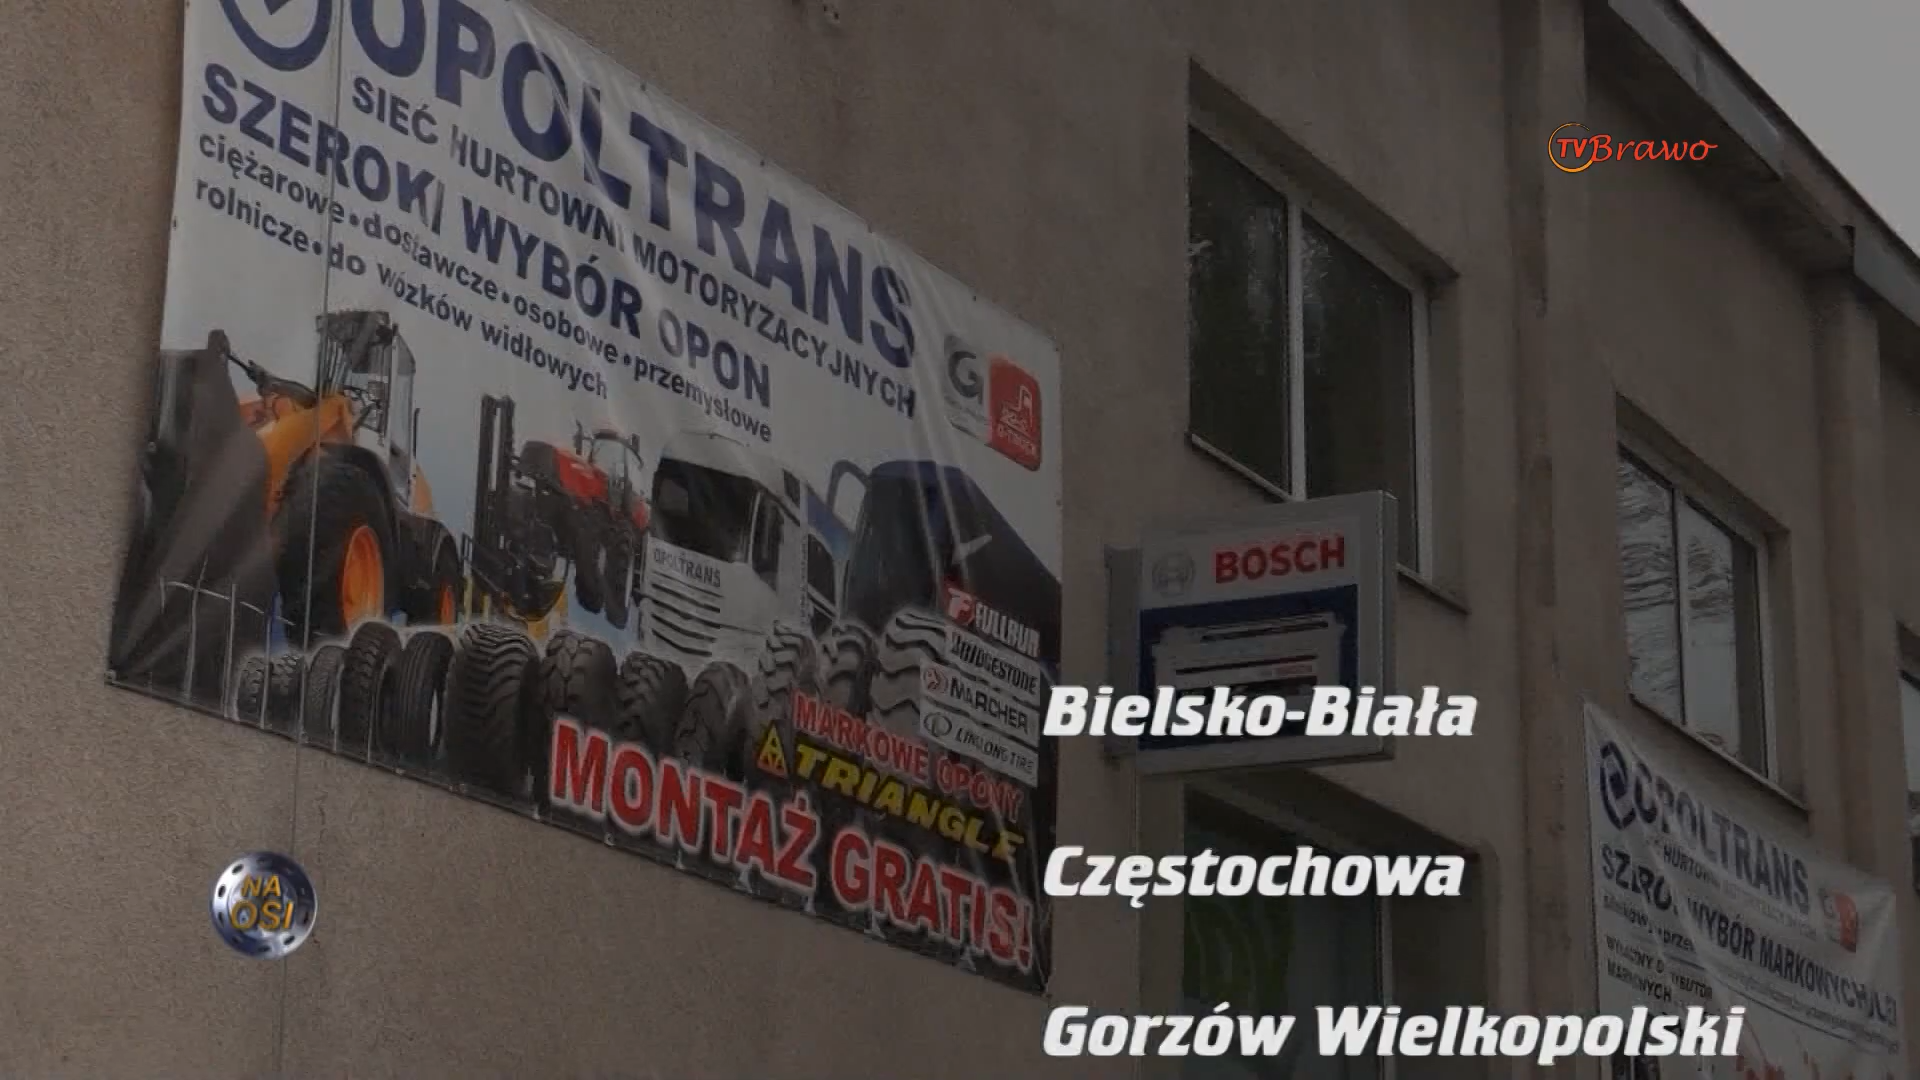 OPOLTRANS
SIEĆ HURTOWNI MOTORYZACYJNYCH
SZEROKI WYBÓR OPON
ciężarowe•dostawcze•osobowe•przemysłowe
rolnicze•do wózków widłowych
OPOLTRANS
FULLRUN
BRIDGESTONE
MARCHER
LINGLONG TIRE
MARKOWE OPONY
TRIANGLE
MONTAŻ GRATIS!
BOSCH
TVBrawo
OPOLTRANS
WYBÓR MARKOWYCH
NA
OSI
Bielsko-Biała
Częstochowa
Gorzów Wielkopolski